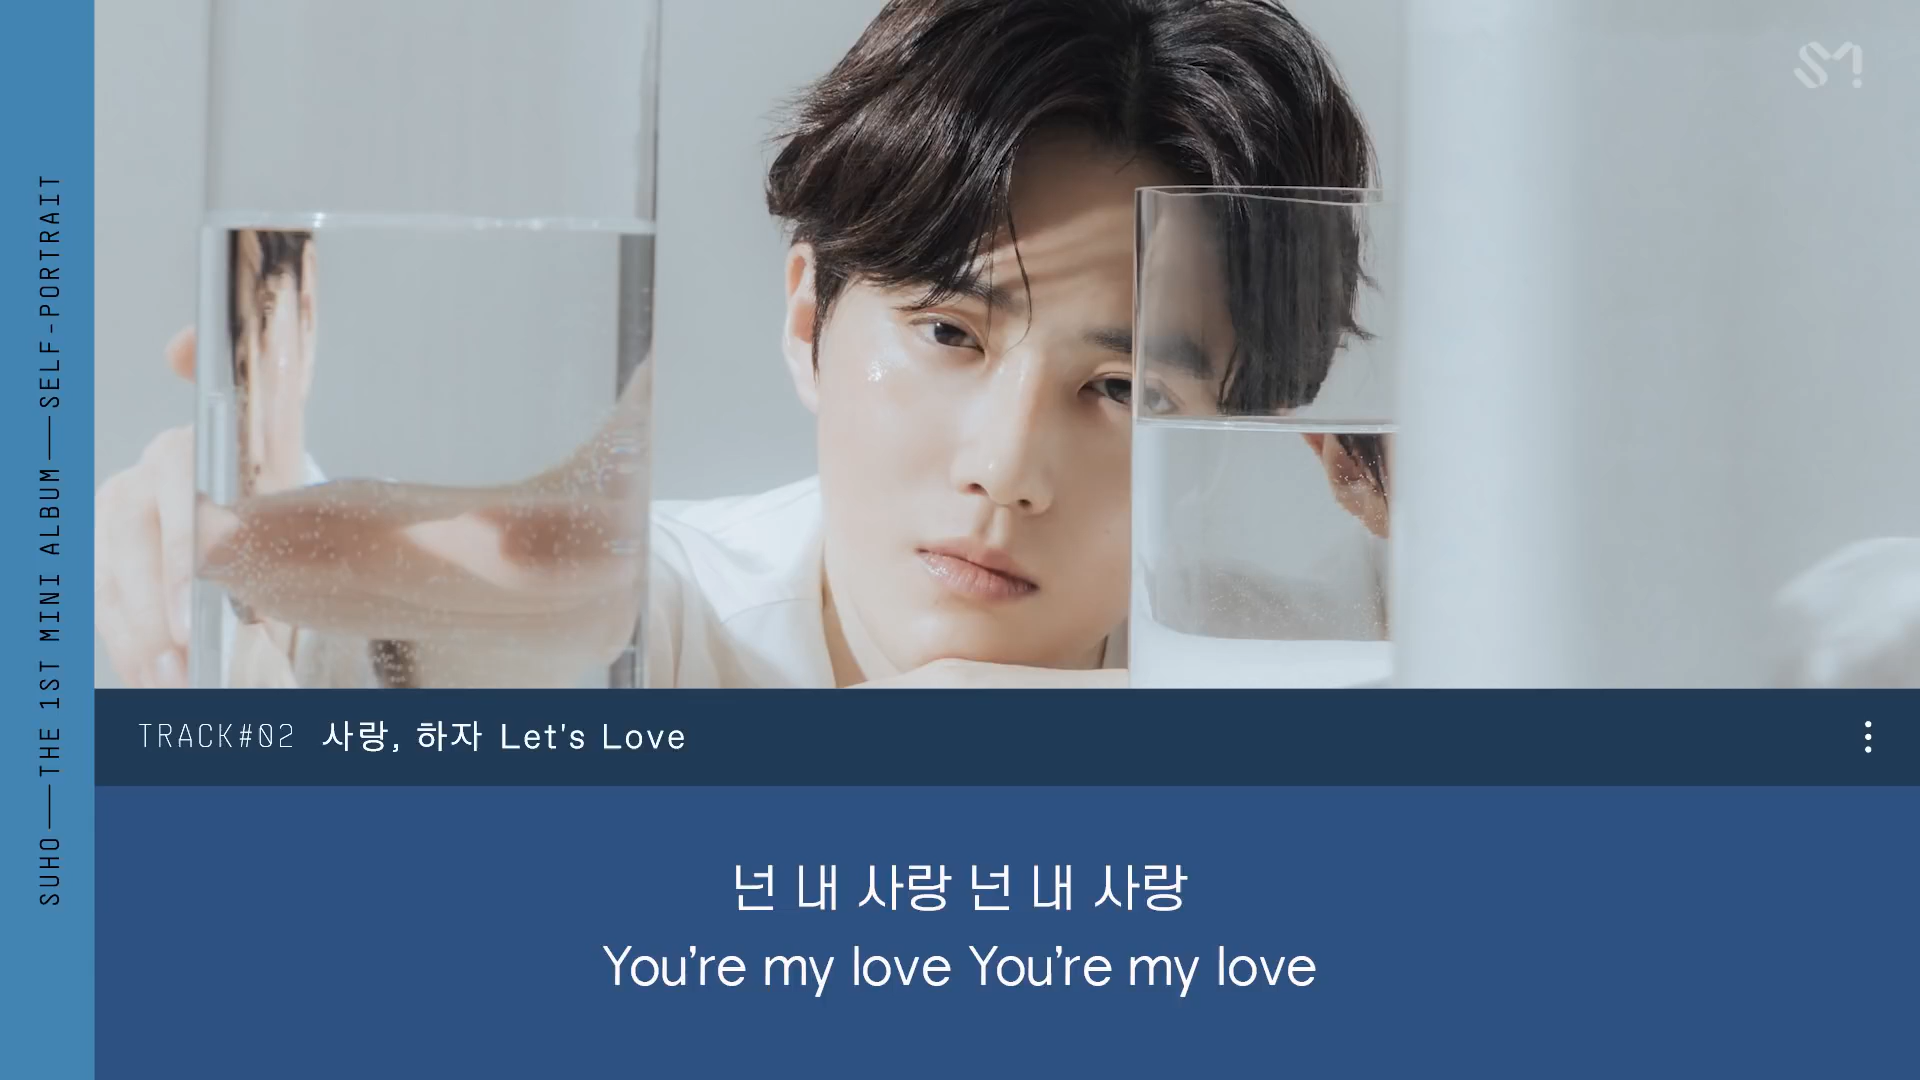 SM
SUHO—THE 1ST MINI ALBUM—SELF-PORTRAIT
TRACK#02 사랑, 하자 Let's Love
넌 내 사랑 넌 내 사랑
You’re my love You’re my love